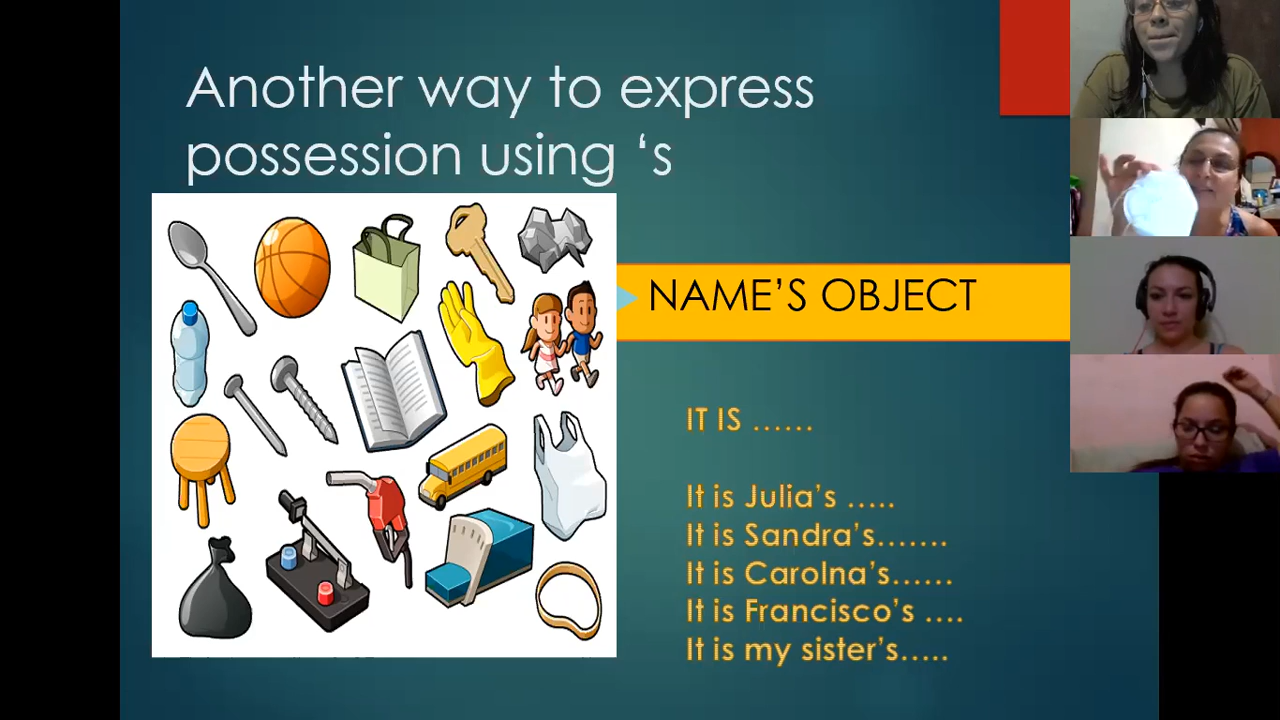 Another way to express
possession using ‘s
NAME’S OBJECT
IT IS ......
It is Julia’s .....
It is Sandra’s.......
It is Carolna’s......
It is Francisco’s ....
It is my sister’s.....